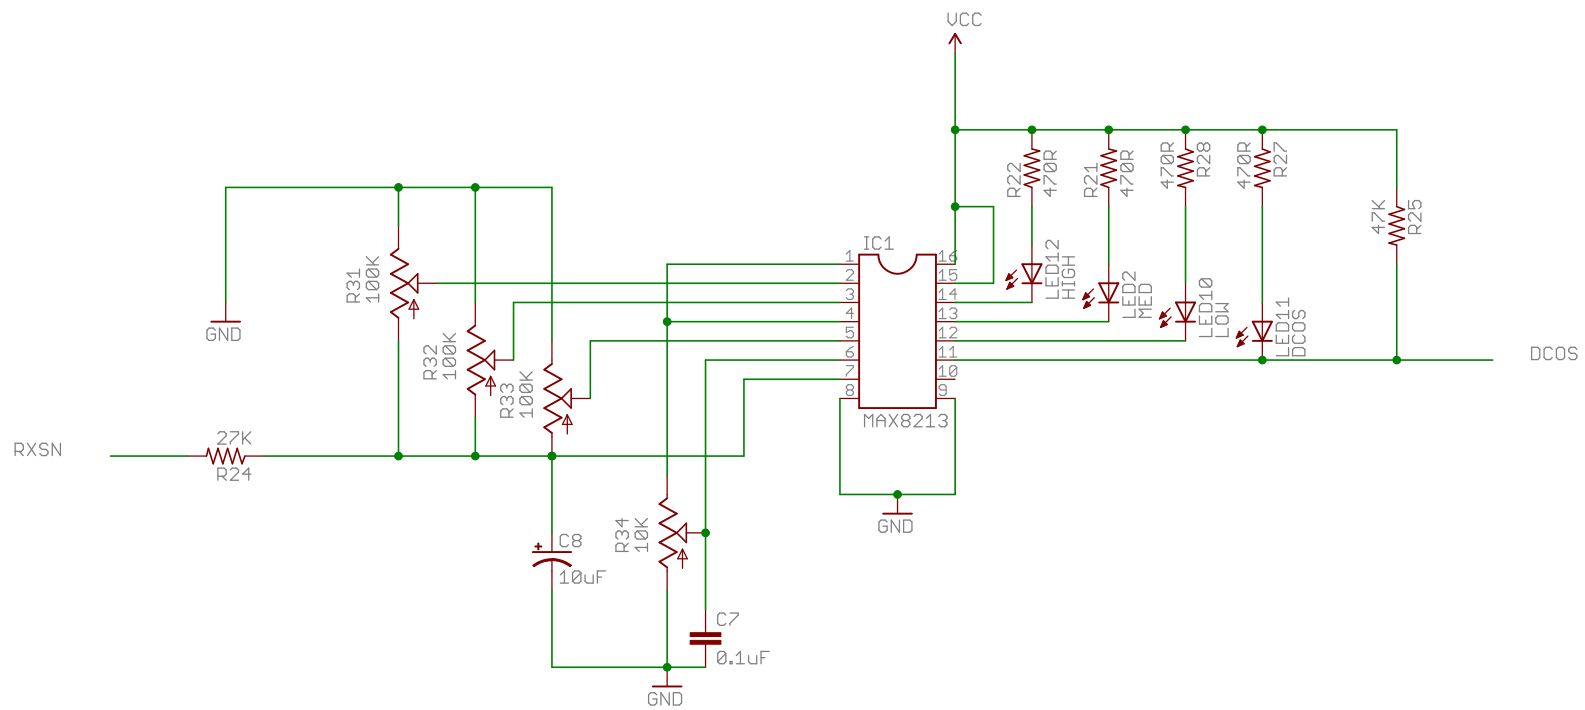 VCC
R22
470R
R21
470R
470R
R28
470R
R27
47K
R25
IC1
1
2
3
4
5
6
7
8
16
15
14
13
12
11
10
9
MAX8213
LED12
HIGH
LED2
MED
LED10
LOW
LED11
DCOS
DCOS
R31
100K
R32
100K
R33
100K
GND
RXSN
27K
R24
GND
R34
10K
+
C8
10uF
C7
0.1uF
GND